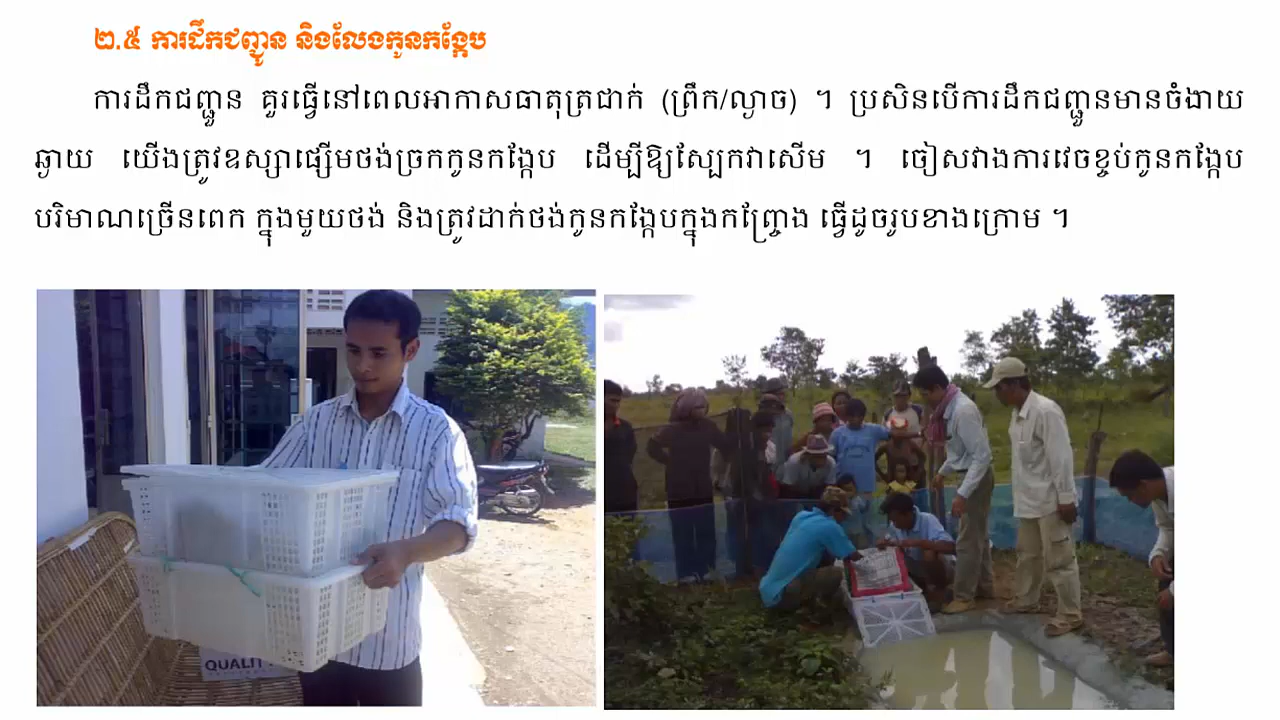 ២.៥ ការដឹកជញ្ជូន និងលែងកូនកង្កែប
ការដឹកជញ្ជូន គួរធ្វើនៅពេលអាកាសធាតុត្រជាក់ (ព្រឹក/ល្ងាច) ។ ប្រសិនបើការដឹកជញ្ជូនមានចំងាយ
ឆ្ងាយ យើងត្រូវឧស្សាផ្សើមថង់ច្រកកូនកង្កែប ដើម្បីឱ្យស្បែកវាសើម ។ ចៀសវាងការវេចខ្ចប់កូនកង្កែប
បរិមាណច្រើនពេក ក្នុងមួយថង់ និងត្រូវដាក់ថង់កូនកង្កែបក្នុងកញ្ច្រែង ធ្វើដូចរូបខាងក្រោម ។
QUALIT